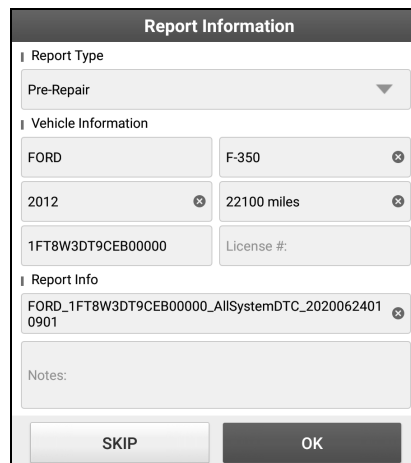 Report Information
Report Type
Pre-Repair
Vehicle Information
FORD
F-350
2012
22100 miles
1FT8W3DT9CEB00000
License #:
Report Info
FORD_1FT8W3DT9CEB00000_AllSystemDTC_2020062401
0901
Notes:
SKIP
OK